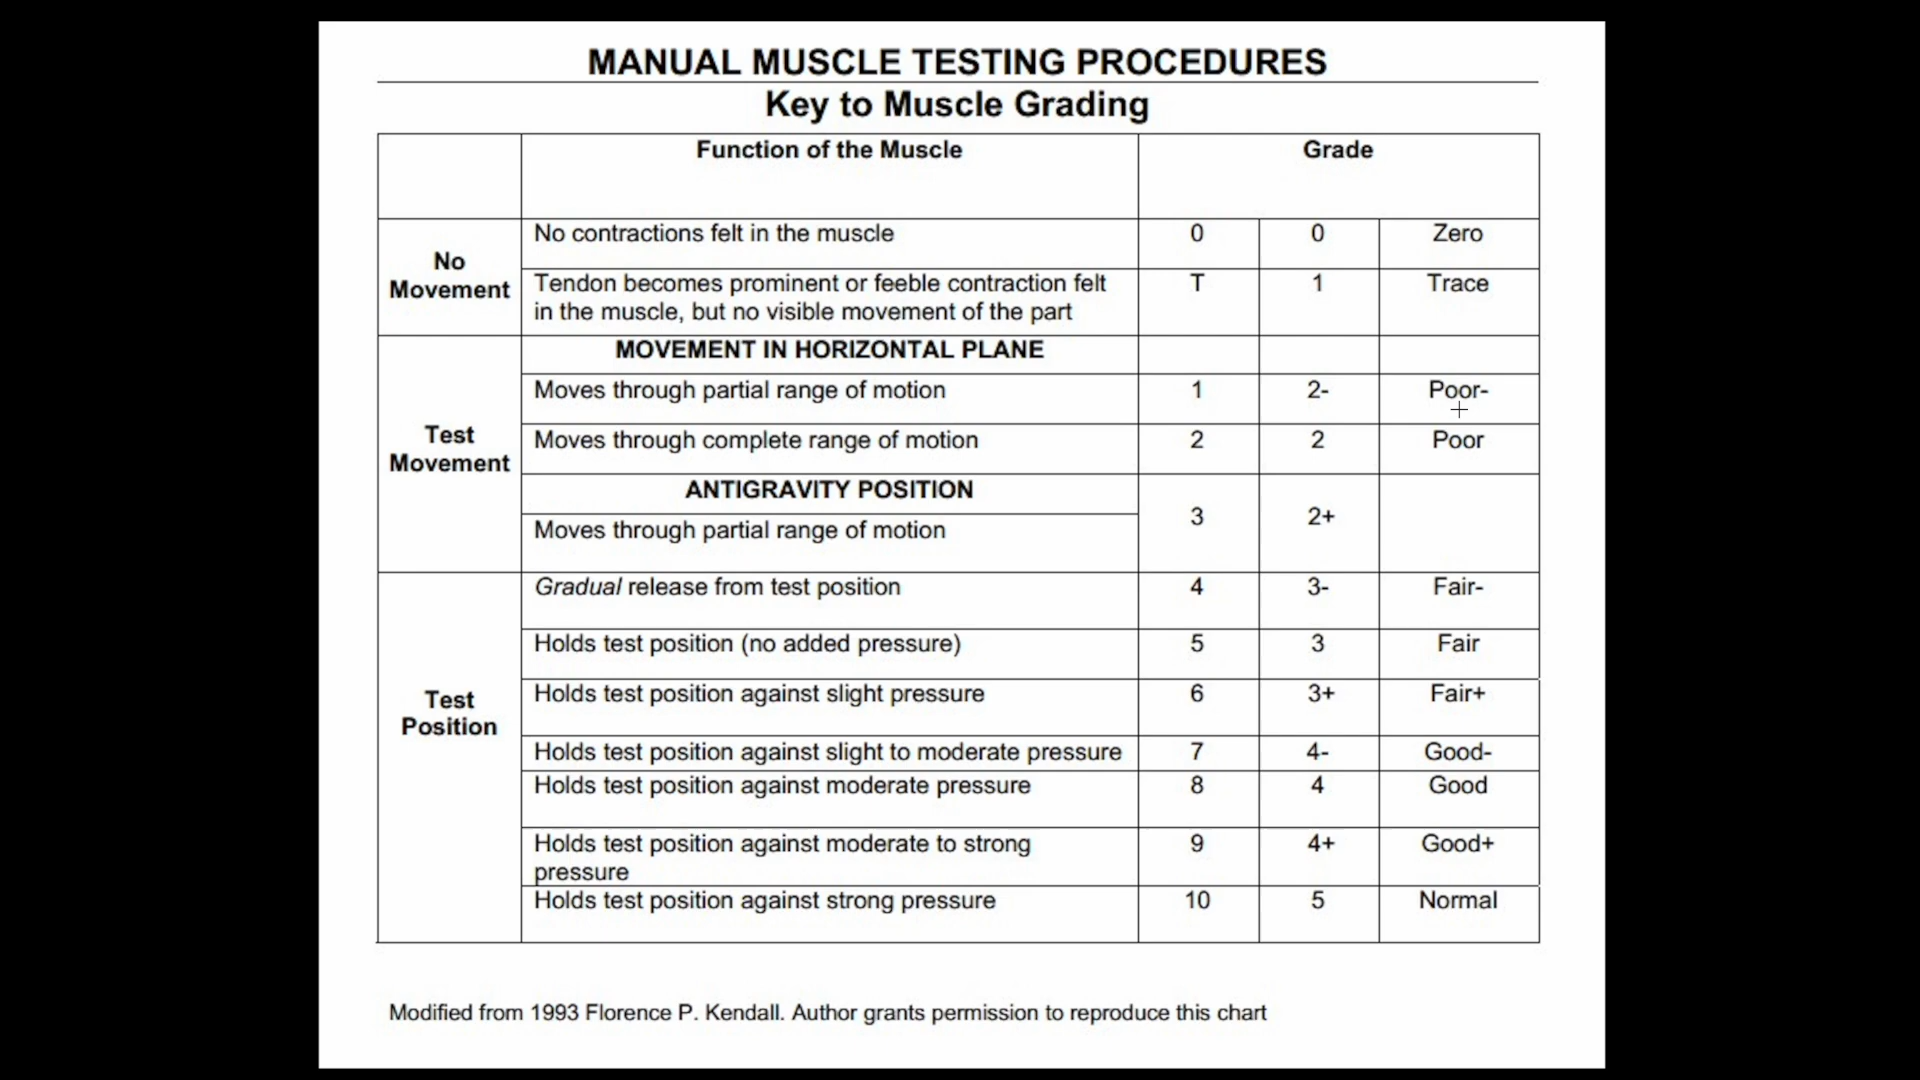 MANUAL MUSCLE TESTING PROCEDURES
Key to Muscle Grading
Function of the Muscle Grade
No Movement
No contractions felt in the muscle 0 0 Zero
Tendon becomes prominent or feeble contraction felt T 1 Trace
in the muscle, but no visible movement of the part
Test Movement
MOVEMENT IN HORIZONTAL PLANE
Moves through partial range of motion 1 2- Poor-
Moves through complete range of motion 2 2 Poor
ANTIGRAVITY POSITION
Moves through partial range of motion 3 2+
Test Position
Gradual release from test position 4 3- Fair-
Holds test position (no added pressure) 5 3 Fair
Holds test position against slight pressure 6 3+ Fair+
Holds test position against slight to moderate pressure 7 4- Good-
Holds test position against moderate pressure 8 4 Good
Holds test position against moderate to strong 9 4+ Good+
pressure
Holds test position against strong pressure 10 5 Normal
Modified from 1993 Florence P. Kendall. Author grants permission to reproduce this chart